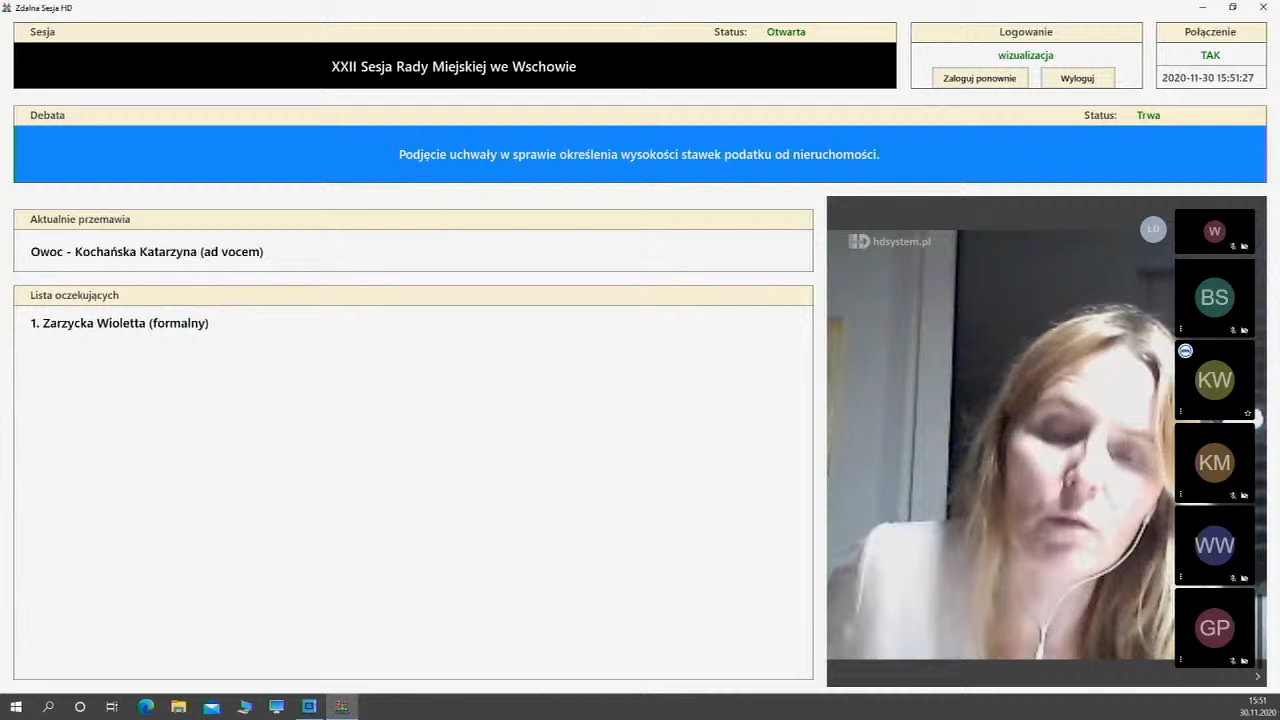 Zdalna Sesja HD
Sesja
Status: Otwarta
XXII Sesja Rady Miejskiej we Wschowie
Logowanie
wizualizacja
Zaloguj ponownie
Wyloguj
Połączenie
TAK
2020-11-30 15:51:27
Debata
Status: Trwa
Podjęcie uchwały w sprawie określenia wysokości stawek podatku od nieruchomości.
Aktualnie przemawia
Owoc - Kochańska Katarzyna (ad vocem)
Lista oczekujących
1. Zarzycka Wioletta (formalny)
HD hdsystem.pl
LD
W
BS
KW
KM
WW
GP
15:51
30.11.2020